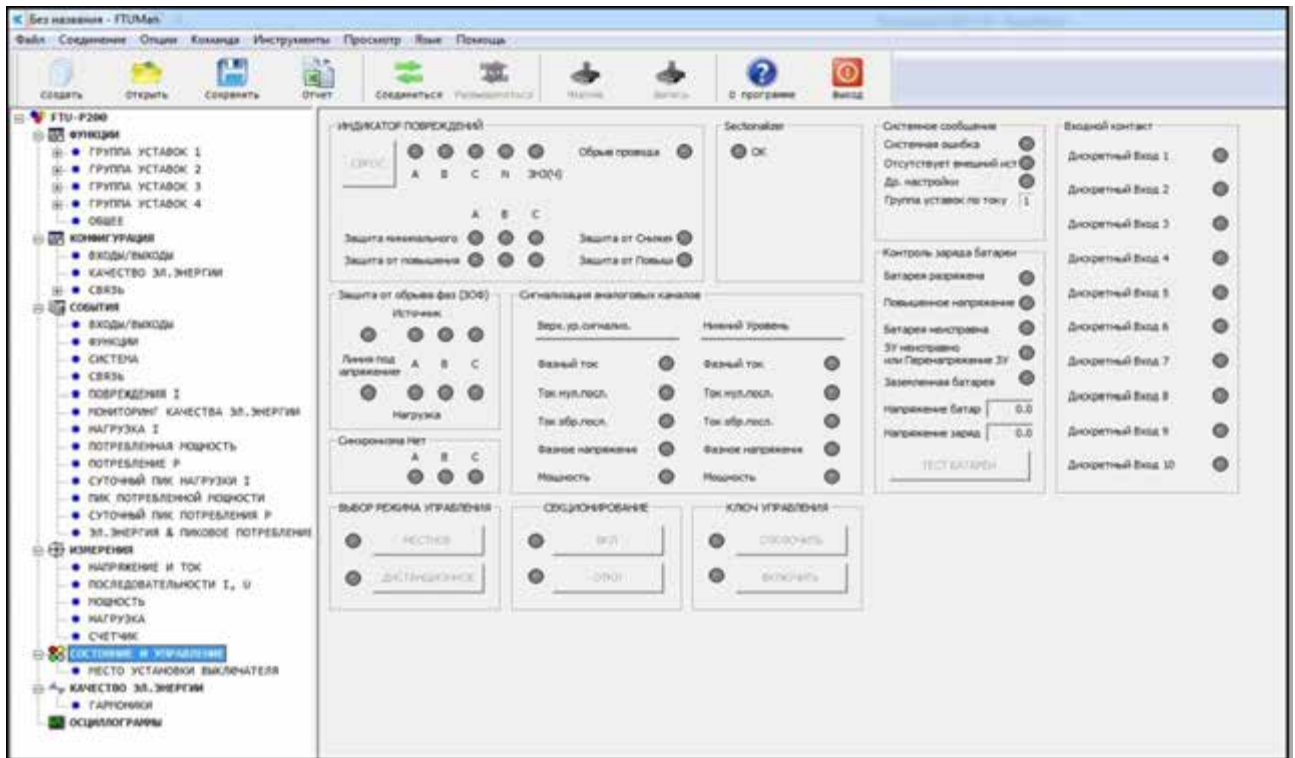 Без названия - FTUMan
Файл Соединение Опции Команда Инструменты Просмотр Язык Помощь
Создать Открыть Сохранить Отчет Соединиться Запись О программе Выход
FTU-P200
ФУНКЦИИ
ГРУППА УСТАВОК 1
ГРУППА УСТАВОК 2
ГРУППА УСТАВОК 3
ГРУППА УСТАВОК 4
ОБЩЕЕ
КОНФИГУРАЦИЯ
ВХОДЫ/ВЫХОДЫ
КАЧЕСТВО ЭЛ.ЭНЕРГИИ
СВЯЗЬ
СОБЫТИЯ
ВХОДЫ/ВЫХОДЫ
ФУНКЦИИ
СИСТЕМА
СВЯЗЬ
ПОВРЕЖДЕНИЯ I
МОНИТОРИНГ КАЧЕСТВА ЭЛ.ЭНЕРГИИ
НАГРУЗКА I
ПОТРЕБЛЕННАЯ МОЩНОСТЬ
ПОТРЕБЛЕНИЕ P
СУТОЧНЫЙ ПИК НАГРУЗКИ I
ПИК ПОТРЕБЛЕННОЙ МОЩНОСТИ
СУТОЧНЫЙ ПИК ПОТРЕБЛЕНИЯ P
ЭЛ.ЭНЕРГИЯ & ПИКОВОЕ ПОТРЕБЛЕНИЕ
ИЗМЕРЕНИЯ
НАПРЯЖЕНИЕ И ТОК
ПОСЛЕДОВАТЕЛЬНОСТИ I, U
МОЩНОСТЬ
НАГРУЗКА
СЧЕТЧИК
СОСТОЯНИЕ И УПРАВЛЕНИЕ
МЕСТО УСТАНОВКИ ВЫКЛЮЧАТЕЛЯ
КАЧЕСТВО ЭЛ.ЭНЕРГИИ
ГАРМОНИКИ
ОСЦИЛЛОГРАММЫ
ИНДИКАТОР ПОВРЕЖДЕНИЙ
СБРОС
Обрыв провода
A B C N ЗНЗ(Ч)
A B C
Защита минимального
Защита от Сниже
Защита от повышения
Защита от Повыш
Sectionalizer
OK
Системное сообщение
Системная ошибка
Отсутствует внешний ист
Др. настройки
Группа уставок по току 1
Входной контакт
Дискретный Вход 1
Дискретный Вход 2
Дискретный Вход 3
Дискретный Вход 4
Дискретный Вход 5
Дискретный Вход 6
Дискретный Вход 7
Дискретный Вход 8
Дискретный Вход 9
Дискретный Вход 10
Защита от обрыва фаз (ЗОФ)
Источник
Линия под
напряжение
A B C
Нагрузка
Синхронизма Нет
A B C
Сигнализация аналоговых каналов
Верх. ур.сигнализ.
Фазный ток
Ток нул.посл.
Ток обр.посл.
Фазное напряжение
Мощность
Нижний Уровень
Фазный ток
Ток нул.посл.
Ток обр.посл.
Фазное напряжение
Мощность
Контроль заряда батареи
Батарея разряжена
Повышенное напряжение
Батарея неисправна
ЗУ неисправно
или Перенапряжение ЗУ
Заземленная батарея
Напряжение батар 0.0
Напряжение заряд 0.0
ТЕСТ БАТАРЕИ
ВЫБОР РЕЖИМА УПРАВЛЕНИЯ
МЕСТНОЕ
ДИСТАНЦИОННОЕ
СЕКЦИОНИРОВАНИЕ
ВКЛ
ОТКЛ
КЛЮЧ УПРАВЛЕНИЯ
ОТКЛЮЧИТЬ
ВКЛЮЧИТЬ